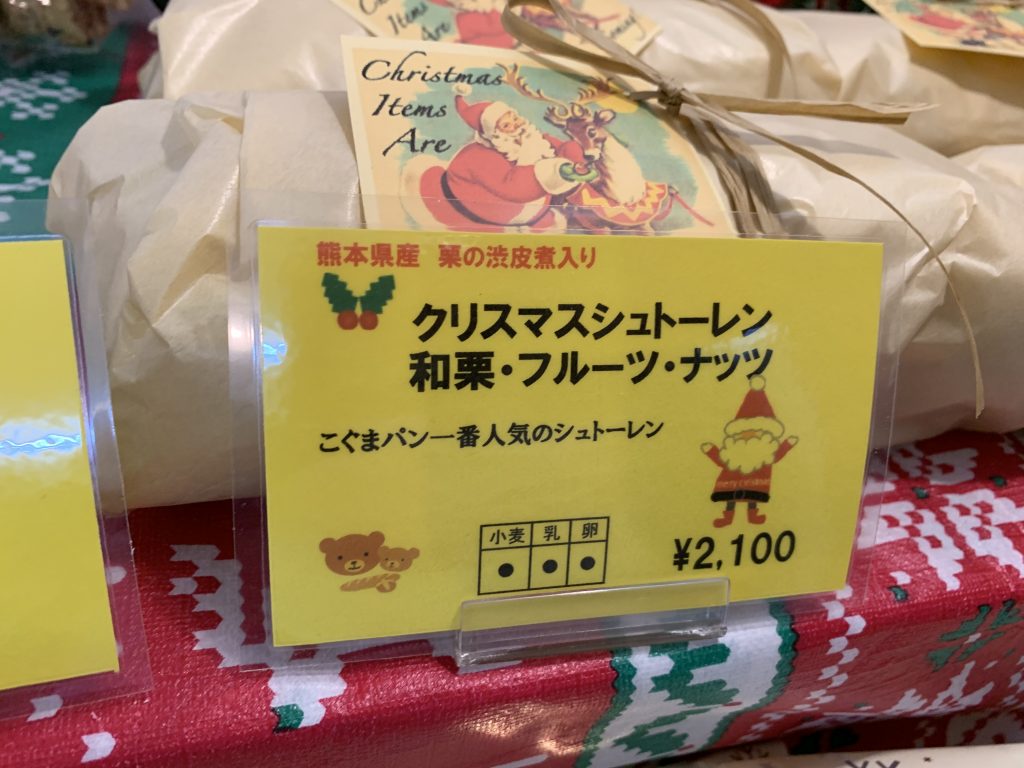 Christmas
Items
Are
熊本県産 栗の渋皮煮入り
クリスマスシュトーレン
和栗・フルーツ・ナッツ
こぐまパン一番人気のシュトーレン
merry christmas
小麦 乳 卵
● ● ●
¥2,100